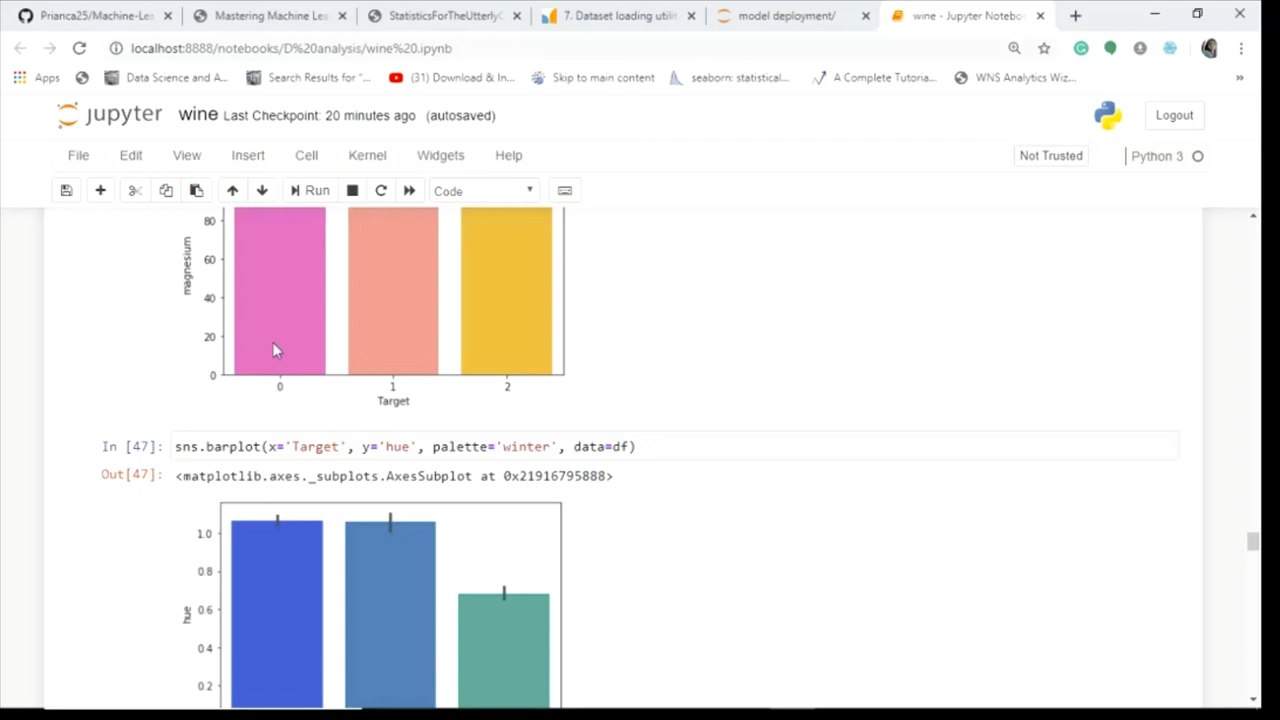 Prianca25/Machine-Lea
Mastering Machine Lea
StatisticsForTheUtterlyC
7. Dataset loading utili
model deployment/
wine - Jupyter Notebo
localhost:8888/notebooks/D%20analysis/wine%20.ipynb
Apps
Data Science and A...
Search Results for "...
(31) Download & In...
Skip to main content
seaborn: statistical...
A Complete Tutoria...
WNS Analytics Wiz...
»
jupyter wine Last Checkpoint: 20 minutes ago (autosaved)
Logout
File Edit View Insert Cell Kernel Widgets Help
Not Trusted
Python 3
Run
Code
80
60
40
20
0
magnesium
0 1 2
Target
In [47]: sns.barplot(x='Target', y='hue', palette='winter', data=df)
Out[47]: <matplotlib.axes._subplots.AxesSubplot at 0x21916795888>
1.0
0.8
0.6
0.4
0.2
hue